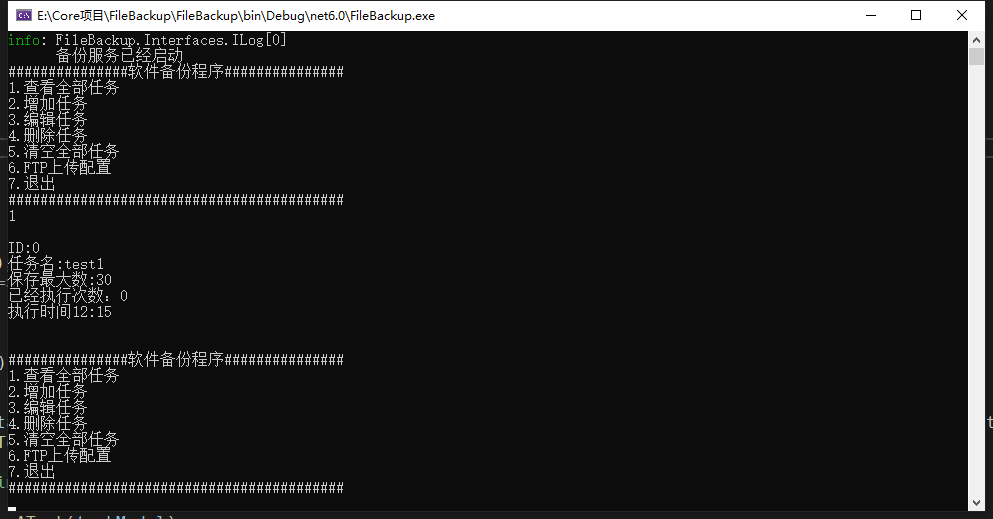 E:\Core项目\FileBackup\FileBackup\bin\Debug\net6.0\FileBackup.exe
info: FileBackup.Interfaces.ILog[0]
备份服务已经启动
###############软件备份程序###############
1.查看全部任务
2.增加任务
3.编辑任务
4.删除任务
5.清空全部任务
6.FTP上传配置
7.退出
##########################################
1
ID:0
任务名:test1
保存最大数:30
已经执行次数：0
执行时间12:15
###############软件备份程序###############
1.查看全部任务
2.增加任务
3.编辑任务
4.删除任务
5.清空全部任务
6.FTP上传配置
7.退出
##########################################